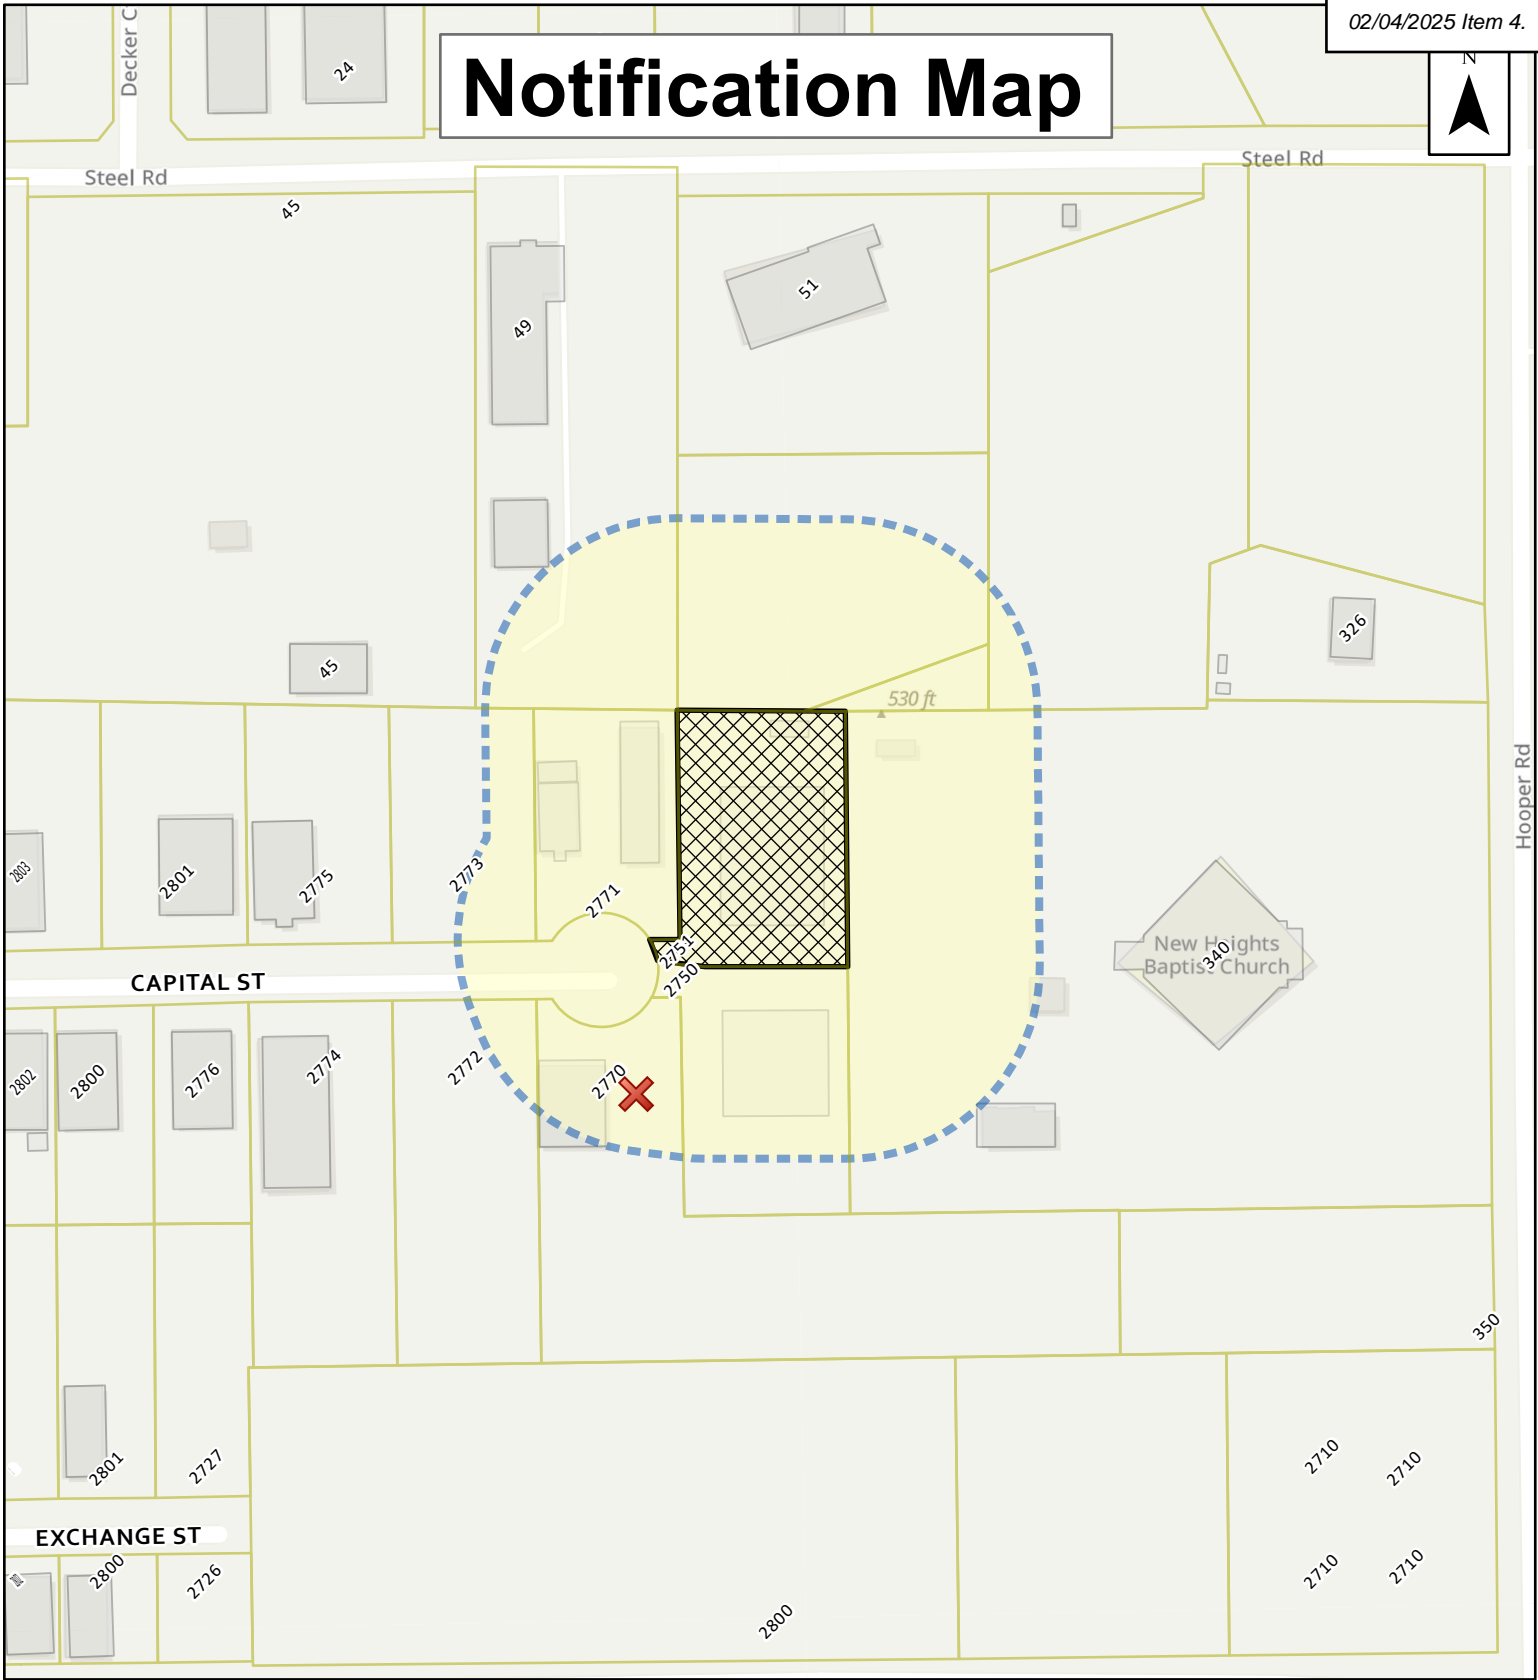 02/04/2025 Item 4.
Notification Map
N
Decker C
24
Steel Rd
Steel Rd
45
51
49
326
45
530 ft
Hooper Rd
2803
2801
2775
2773
2771
2751
2750
New Heights
Baptist Church
340
CAPITAL ST
2802
2800
2776
2774
2772
2770
350
2801
2727
2710
2710
EXCHANGE ST
2800
2726
2710
2710
2800